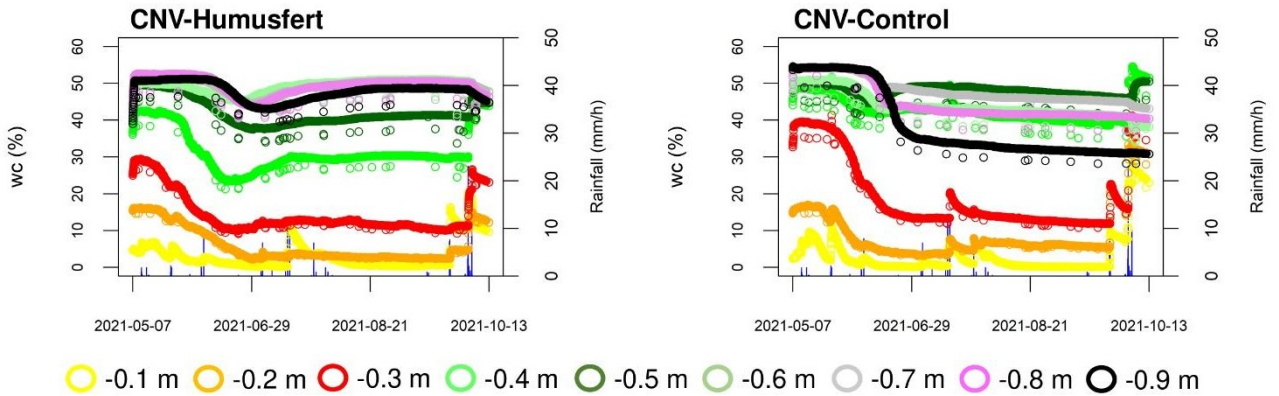 CNV-Humusfert
CNV-Control
wc (%)
0 10 20 30 40 50 60
Rainfall (mm/h)
0 10 20 30 40 50
2021-05-07 2021-06-29 2021-08-21 2021-10-13
wc (%)
0 10 20 30 40 50 60
Rainfall (mm/h)
0 10 20 30 40 50
2021-05-07 2021-06-29 2021-08-21 2021-10-13
-0.1 m -0.2 m -0.3 m -0.4 m -0.5 m -0.6 m -0.7 m -0.8 m -0.9 m